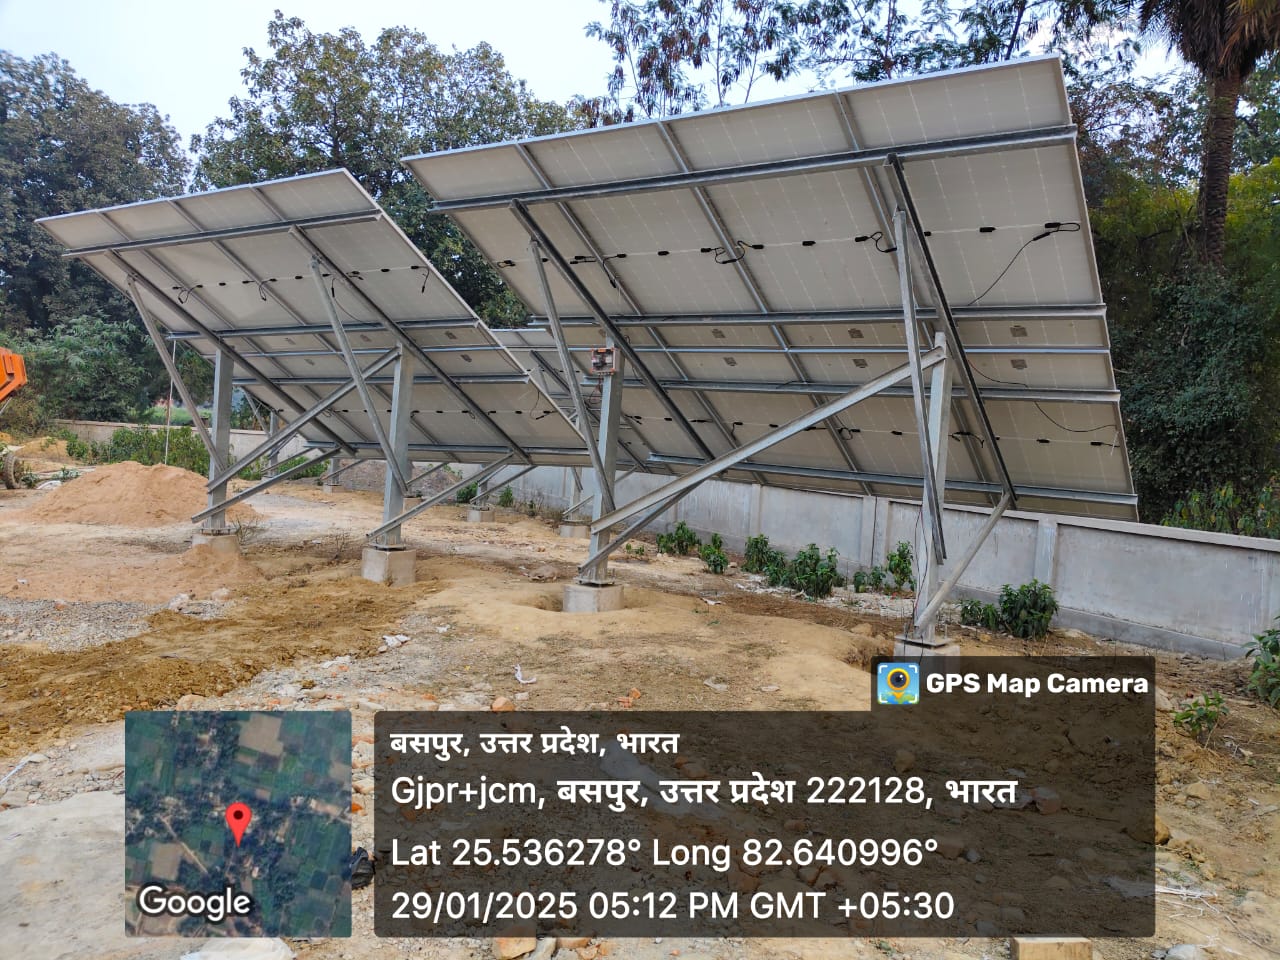 GPS Map Camera
बसपुर, उत्तर प्रदेश, भारत
Gjpr+jcm, बसपुर, उत्तर प्रदेश 222128, भारत
Lat 25.536278° Long 82.640996°
29/01/2025 05:12 PM GMT +05:30
Google